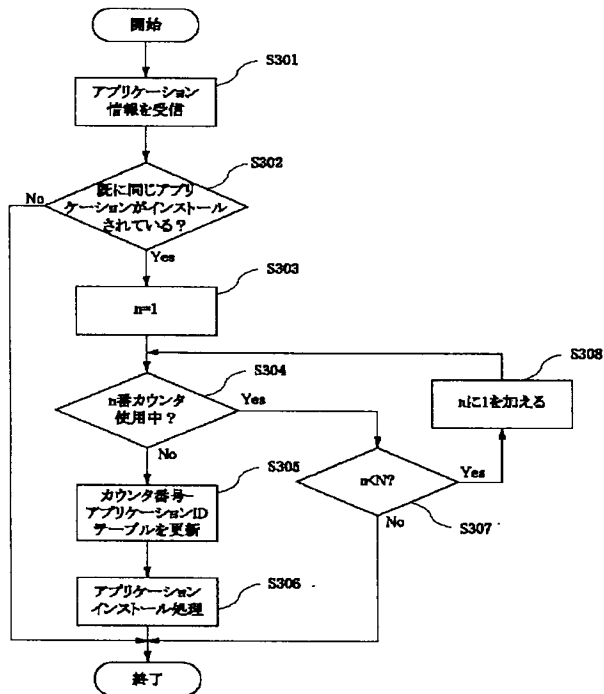 開始
S301
アプリケーション
情報を受信
S302
既に同じアプリ
ケーションがインストール
されている?
No
Yes
S303
n=1
S308
nに1を加える
S304
n番カウンタ
使用中?
Yes
No
S305
カウンタ番号-
アプリケーションID
テーブルを更新
n<N?
Yes
No
S307
S306
アプリケーション
インストール処理
終了